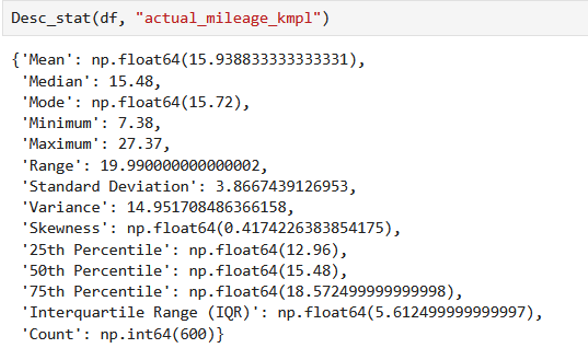 Desc_stat(df, "actual_mileage_kmpl")
{'Mean': np.float64(15.938833333333331),
'Median': 15.48,
'Mode': np.float64(15.72),
'Minimum': 7.38,
'Maximum': 27.37,
'Range': 19.990000000000002,
'Standard Deviation': 3.8667439126953,
'Variance': 14.951708486366158,
'Skewness': np.float64(0.4174226383854175),
'25th Percentile': np.float64(12.96),
'50th Percentile': np.float64(15.48),
'75th Percentile': np.float64(18.572499999999998),
'Interquartile Range (IQR)': np.float64(5.612499999999997),
'Count': np.int64(600)}